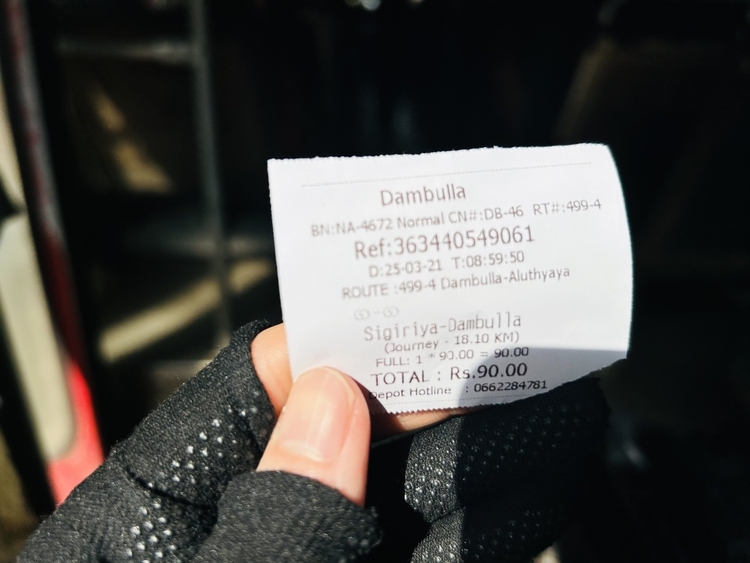 Dambulla
BN:NA-4672 Normal CN#:DB-46 RT#:499-4
Ref:363440549061
D:25-03-21 T:08:59:50
ROUTE :499-4 Dambulla-Aluthyaya
Sigiriya-Dambulla
(Journey - 18.10 KM)
FULL: 1 * 90.00 = 90.00
TOTAL : Rs.90.00
Depot Hotline : 0662284781